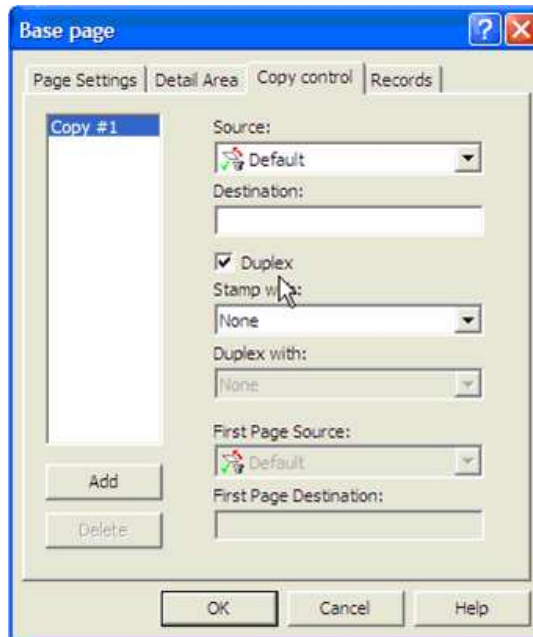 Base page
Page Settings Detail Area Copy control Records
Copy #1
Source:
Default
Destination:
Duplex
Stamp with:
None
Duplex with:
None
First Page Source:
Default
First Page Destination:
Add
Delete
OK Cancel Help